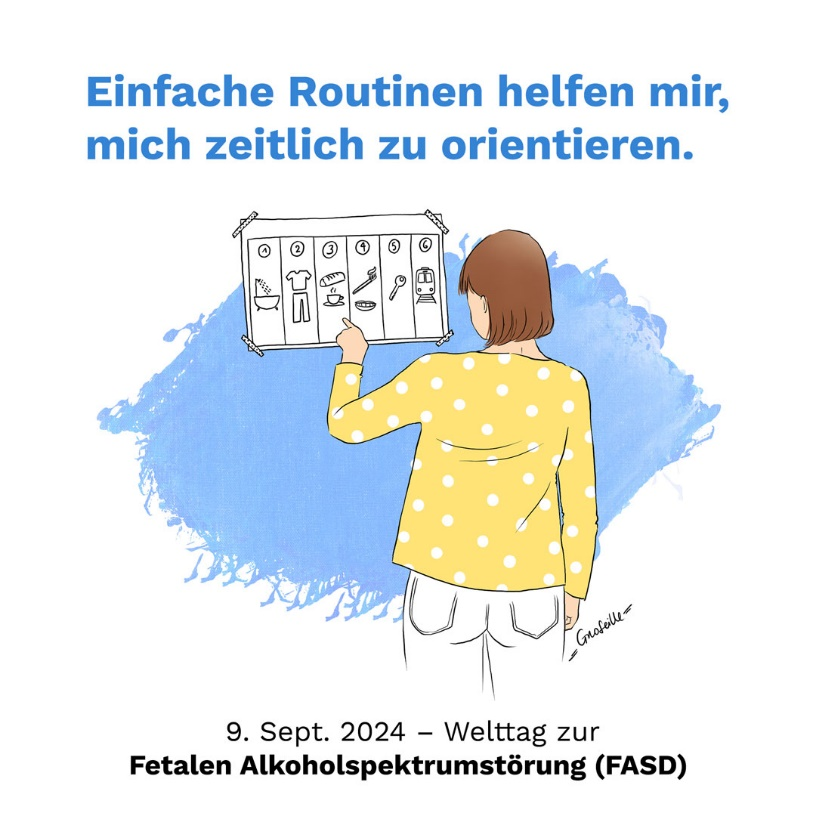 Einfache Routinen helfen mir,
mich zeitlich zu orientieren.
1 2 3 4 5 6
9. Sept. 2024 – Welttag zur
Fetalen Alkoholspektrumstörung (FASD)